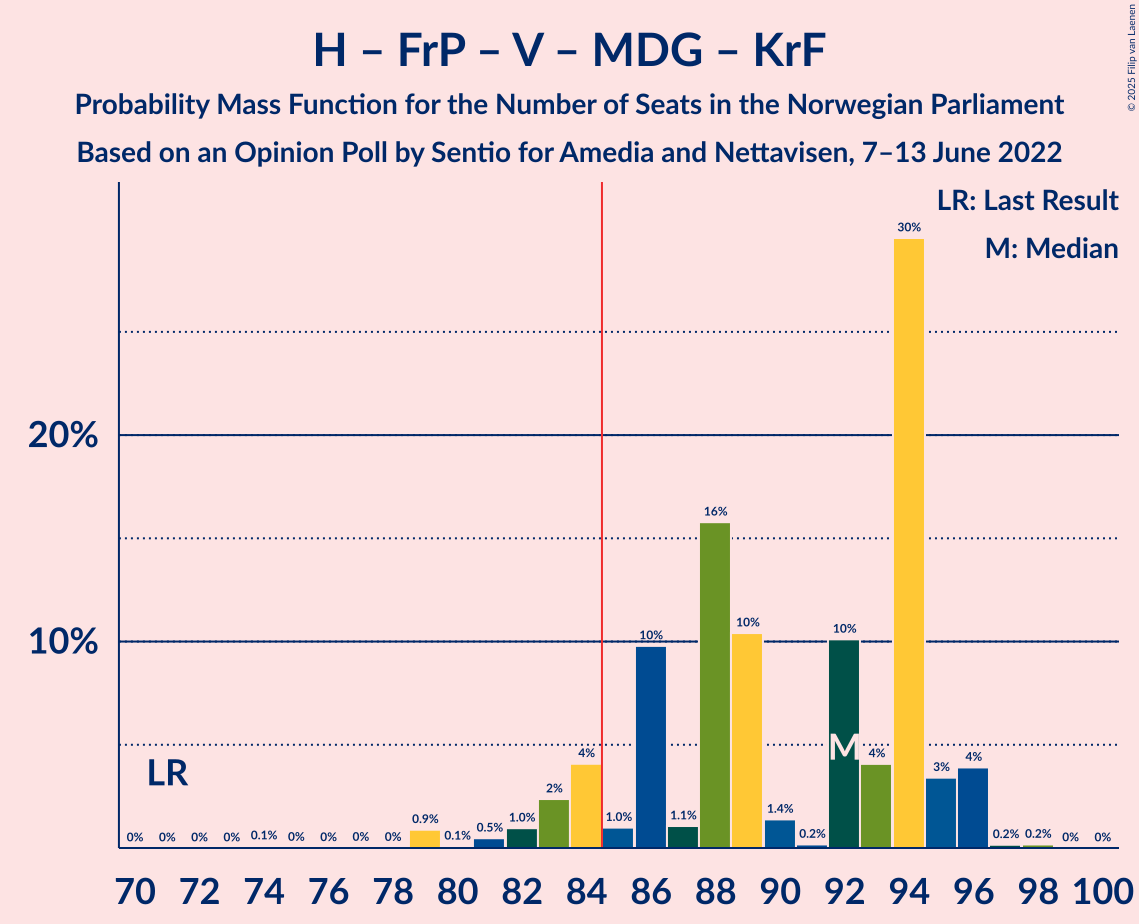 H – FrP – V – MDG – KrF
Probability Mass Function for the Number of Seats in the Norwegian Parliament
Based on an Opinion Poll by Sentio for Amedia and Nettavisen, 7–13 June 2022
© 2025 Filip van Laenen
LR: Last Result
M: Median
20%
10%
LR
M
0% 0% 0% 0% 0.1% 0% 0% 0% 0% 0.9% 0.1% 0.5% 1.0% 2% 4% 1.0% 10% 1.1% 16% 10% 1.4% 0.2% 10% 4% 30% 3% 4% 0.2% 0.2% 0% 0%
70 72 74 76 78 80 82 84 86 88 90 92 94 96 98 100